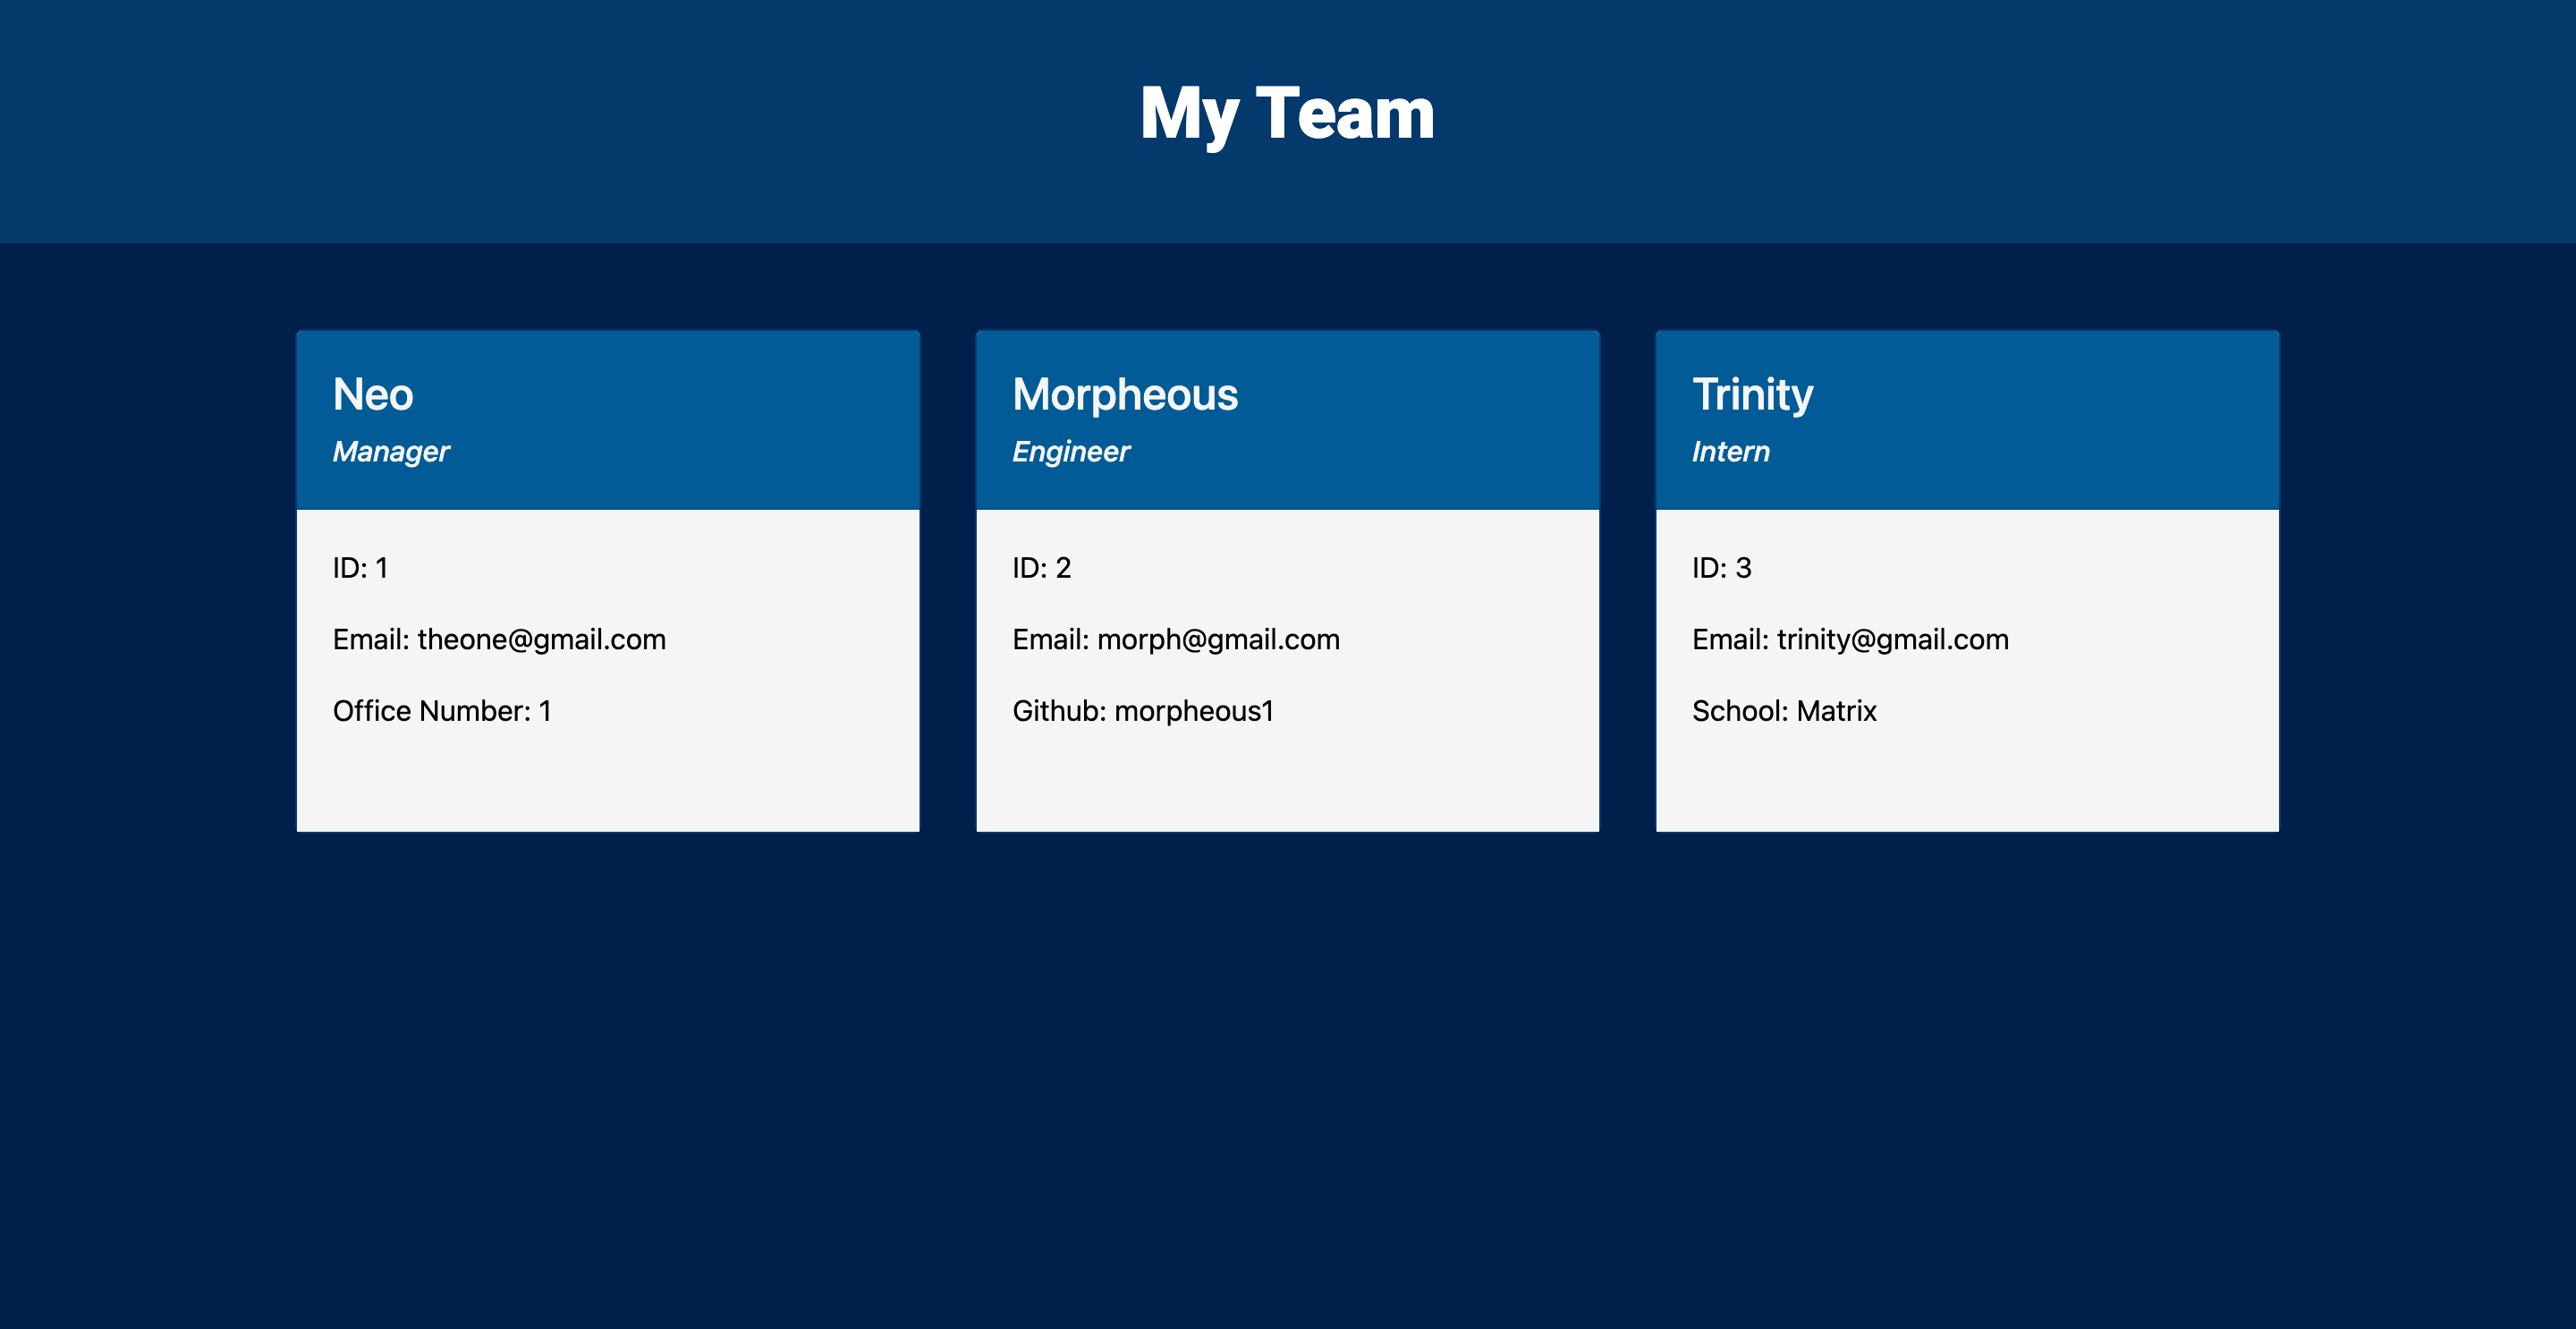 My Team
Neo
Manager
ID: 1
Email: theone@gmail.com
Office Number: 1
Morpheous
Engineer
ID: 2
Email: morph@gmail.com
Github: morpheous1
Trinity
Intern
ID: 3
Email: trinity@gmail.com
School: Matrix